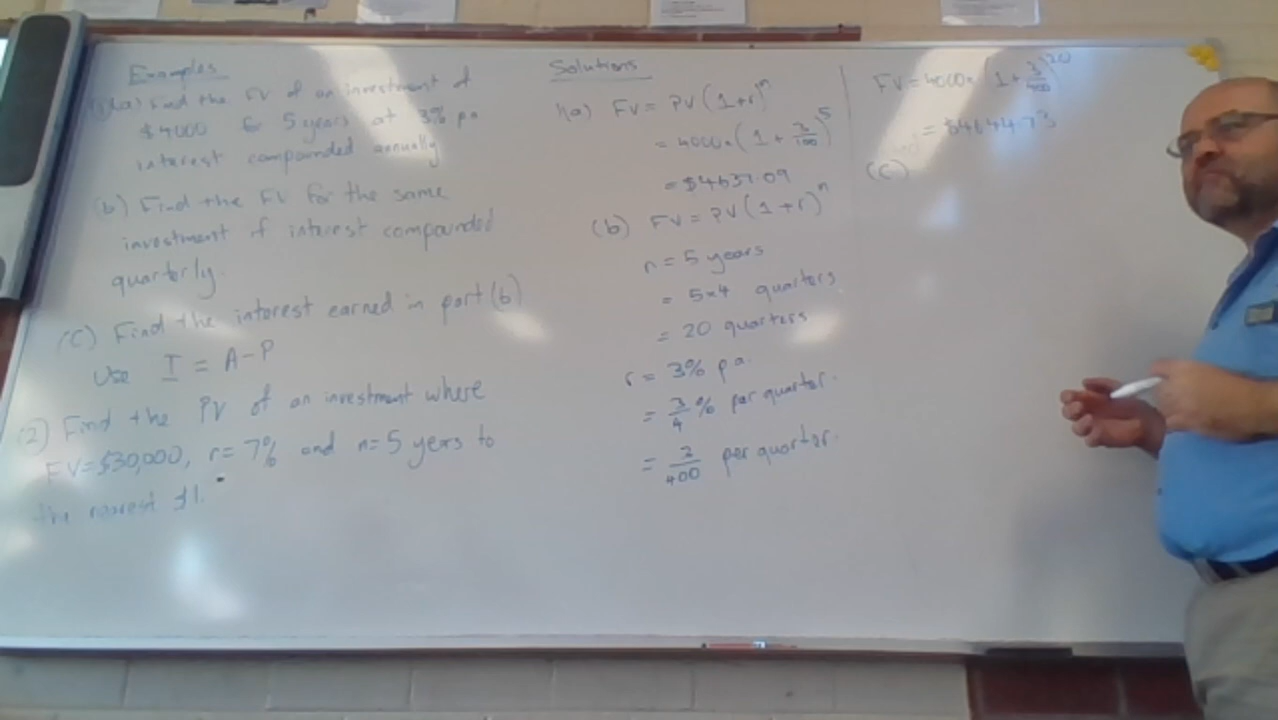 Examples
(1)(a) Find the FV of an investment of
$4000 for 5 years at 3% pa
interest compounded annually
(b) Find the FV for the same
investment if interest compounded
quarterly.
(c) Find the interest earned in part (b)
Use I = A-P
(2) Find the PV of an investment where
FV=$30,000, r=7% and n=5 years to
the nearest $1.
Solutions
1(a) FV = PV(1+r)^n
= 4000×(1+3/100)^5
= $4637.09
(b) FV = PV(1+r)^n
n = 5 years
= 5×4 quarters
= 20 quarters
r = 3% pa.
= 3/4 % per quarter.
= 3/400 per quarter.
FV = 4000×(1+3/400)^20
= $4644.73
(c)